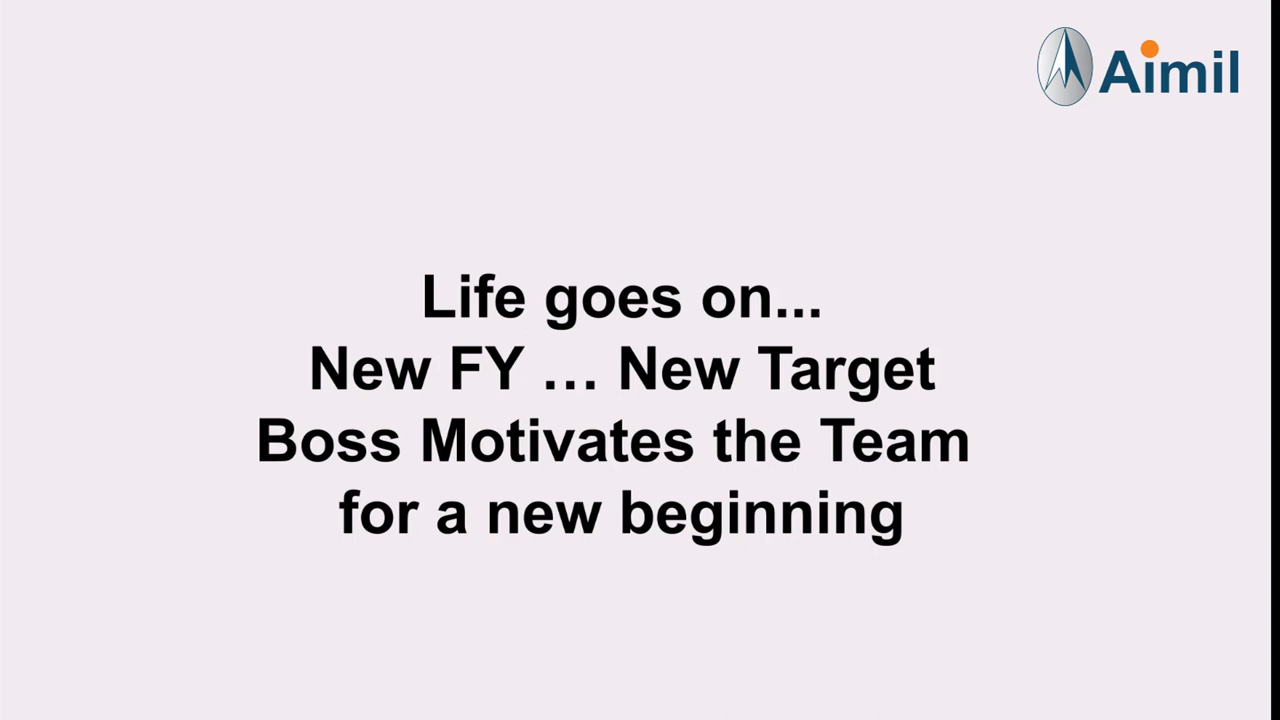 Aimil
Life goes on...
New FY … New Target
Boss Motivates the Team
for a new beginning